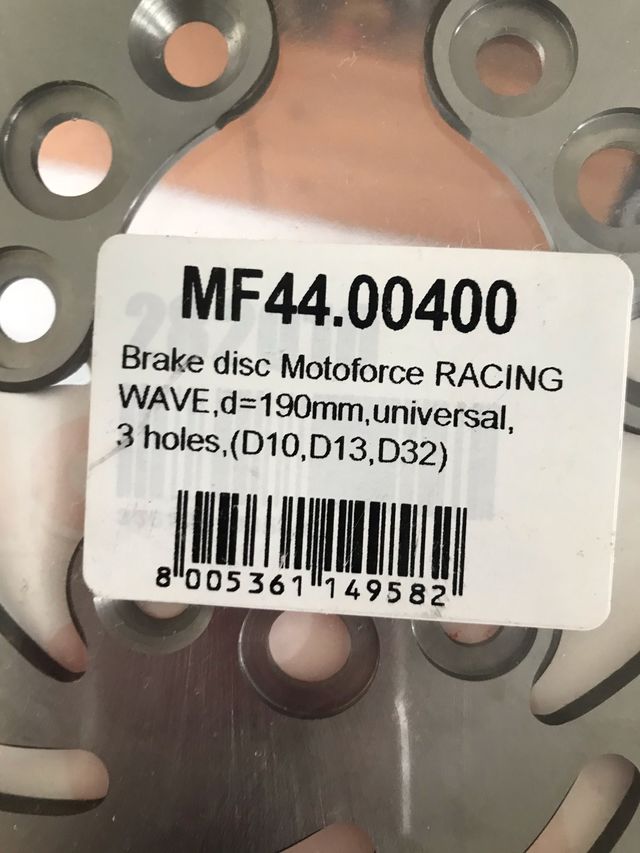 MF44.00400
Brake disc Motoforce RACING
WAVE,d=190mm,universal,
3 holes,(D10,D13,D32)
8 005361 149582